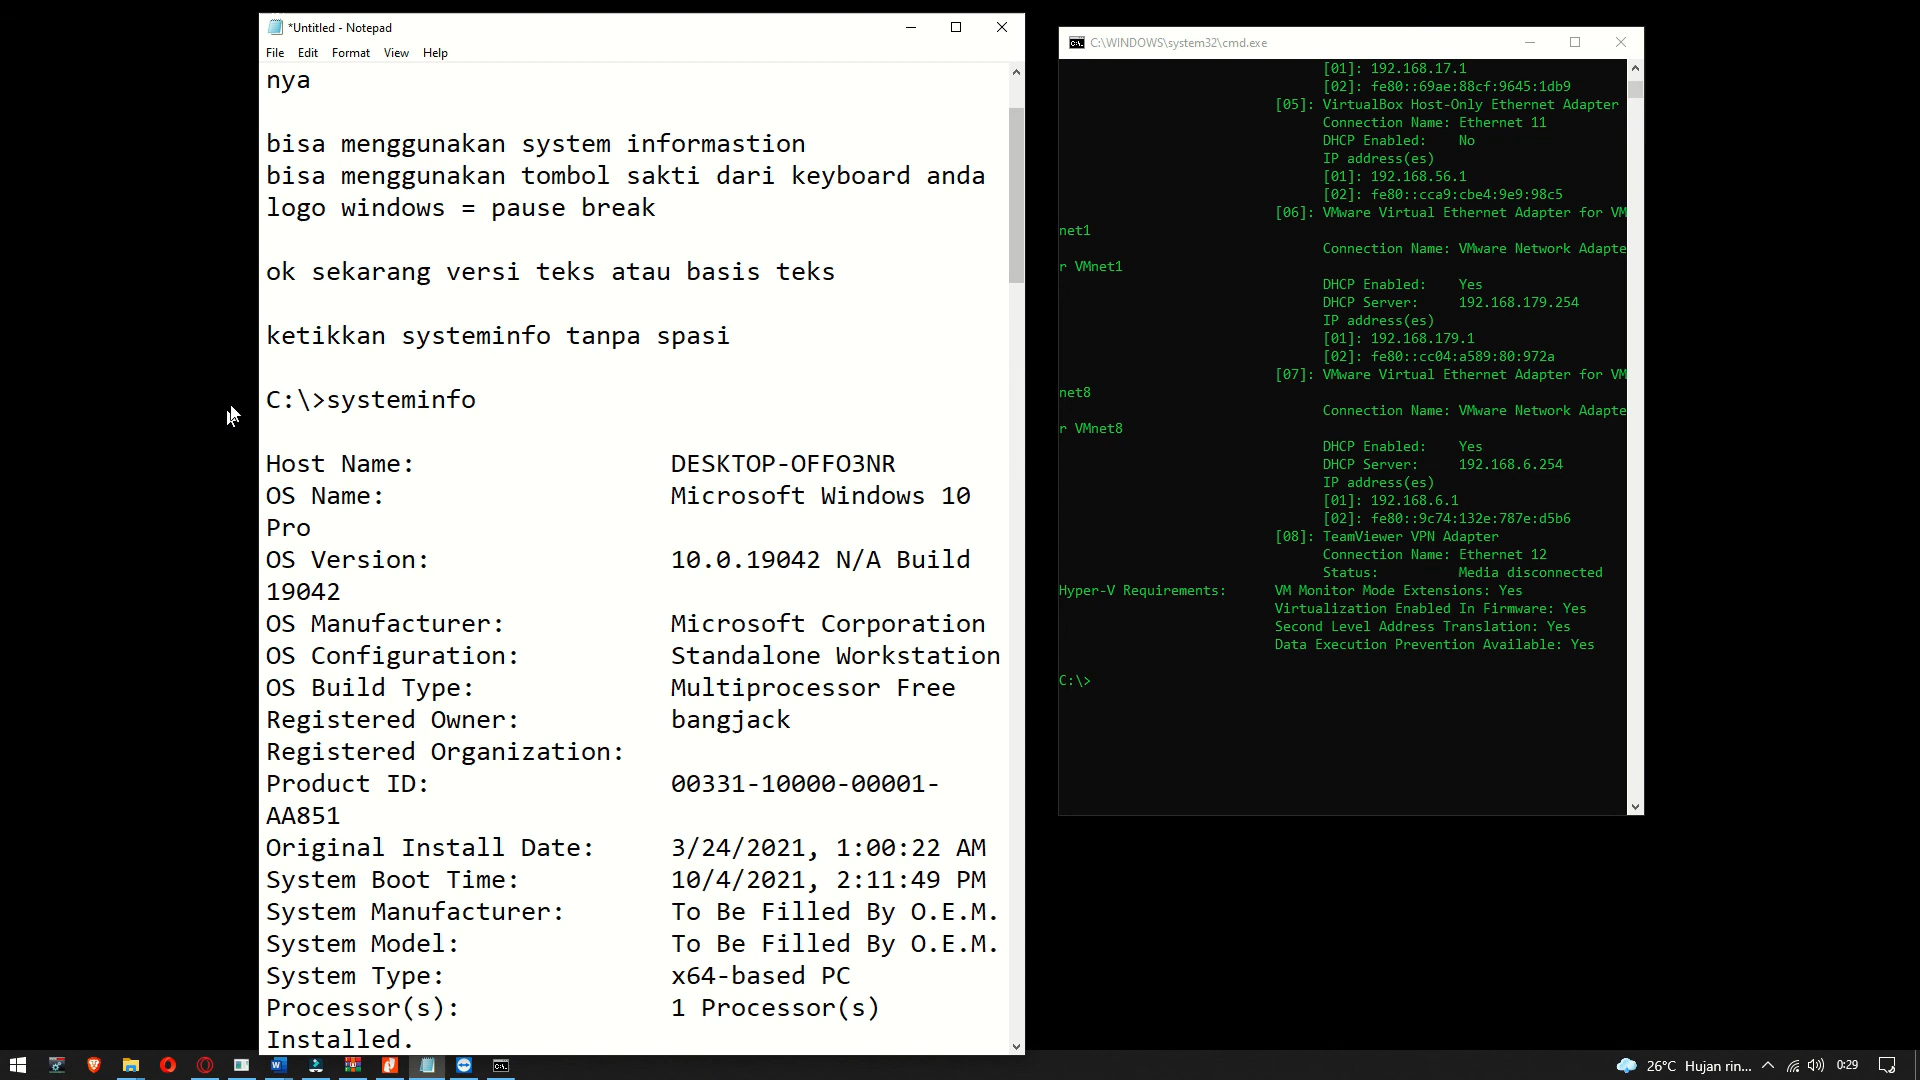 *Untitled - Notepad
File Edit Format View Help
nya
bisa menggunakan system informastion
bisa menggunakan tombol sakti dari keyboard anda
logo windows = pause break
ok sekarang versi teks atau basis teks
ketikkan systeminfo tanpa spasi
C:\>systeminfo
Host Name: DESKTOP-OFFO3NR
OS Name: Microsoft Windows 10
Pro
OS Version: 10.0.19042 N/A Build
19042
OS Manufacturer: Microsoft Corporation
OS Configuration: Standalone Workstation
OS Build Type: Multiprocessor Free
Registered Owner: bangjack
Registered Organization:
Product ID: 00331-10000-00001-
AA851
Original Install Date: 3/24/2021, 1:00:22 AM
System Boot Time: 10/4/2021, 2:11:49 PM
System Manufacturer: To Be Filled By O.E.M.
System Model: To Be Filled By O.E.M.
System Type: x64-based PC
Processor(s): 1 Processor(s)
Installed.
C:\WINDOWS\system32\cmd.exe
[01]: 192.168.17.1
[02]: fe80::69ae:88cf:9645:1db9
[05]: VirtualBox Host-Only Ethernet Adapter
Connection Name: Ethernet 11
DHCP Enabled: No
IP address(es)
[01]: 192.168.56.1
[02]: fe80::cca9:cbe4:9e9:98c5
[06]: VMware Virtual Ethernet Adapter for VM
net1
Connection Name: VMware Network Adapte
r VMnet1
DHCP Enabled: Yes
DHCP Server: 192.168.179.254
IP address(es)
[01]: 192.168.179.1
[02]: fe80::cc04:a589:80:972a
[07]: VMware Virtual Ethernet Adapter for VM
net8
Connection Name: VMware Network Adapte
r VMnet8
DHCP Enabled: Yes
DHCP Server: 192.168.6.254
IP address(es)
[01]: 192.168.6.1
[02]: fe80::9c74:132e:787e:d5b6
[08]: TeamViewer VPN Adapter
Connection Name: Ethernet 12
Status: Media disconnected
Hyper-V Requirements: VM Monitor Mode Extensions: Yes
Virtualization Enabled In Firmware: Yes
Second Level Address Translation: Yes
Data Execution Prevention Available: Yes
C:\>
26°C Hujan rin... 0:29